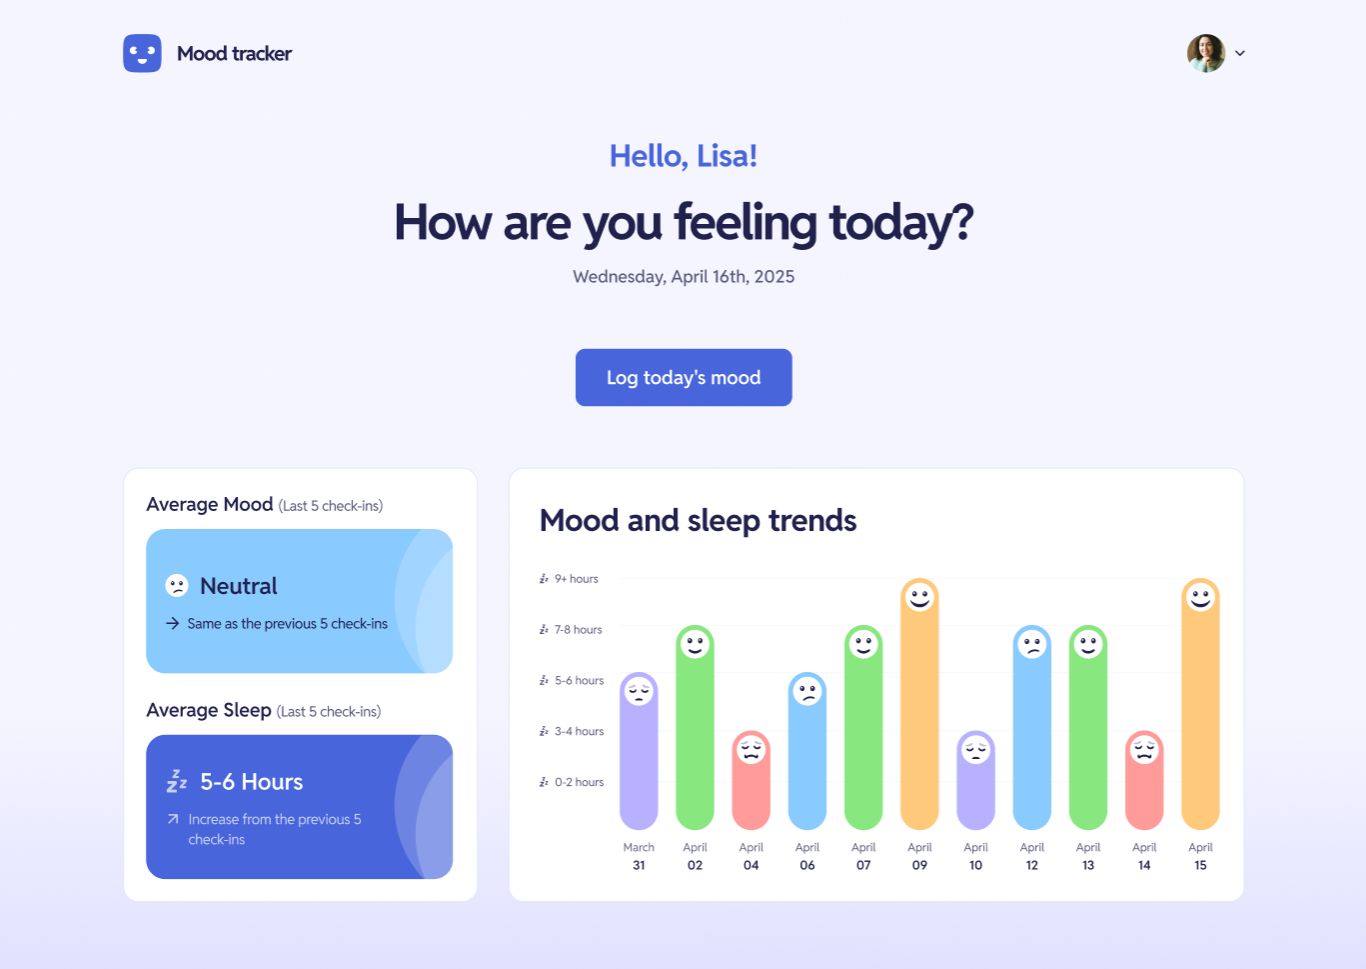 Mood tracker
Hello, Lisa!
How are you feeling today?
Wednesday, April 16th, 2025
Log today's mood
Average Mood (Last 5 check-ins)
Neutral
Same as the previous 5 check-ins
Average Sleep (Last 5 check-ins)
5-6 Hours
Increase from the previous 5
check-ins
Mood and sleep trends
9+ hours
7-8 hours
5-6 hours
3-4 hours
0-2 hours
March April April April April April April April April April April
31 02 04 06 07 09 10 12 13 14 15